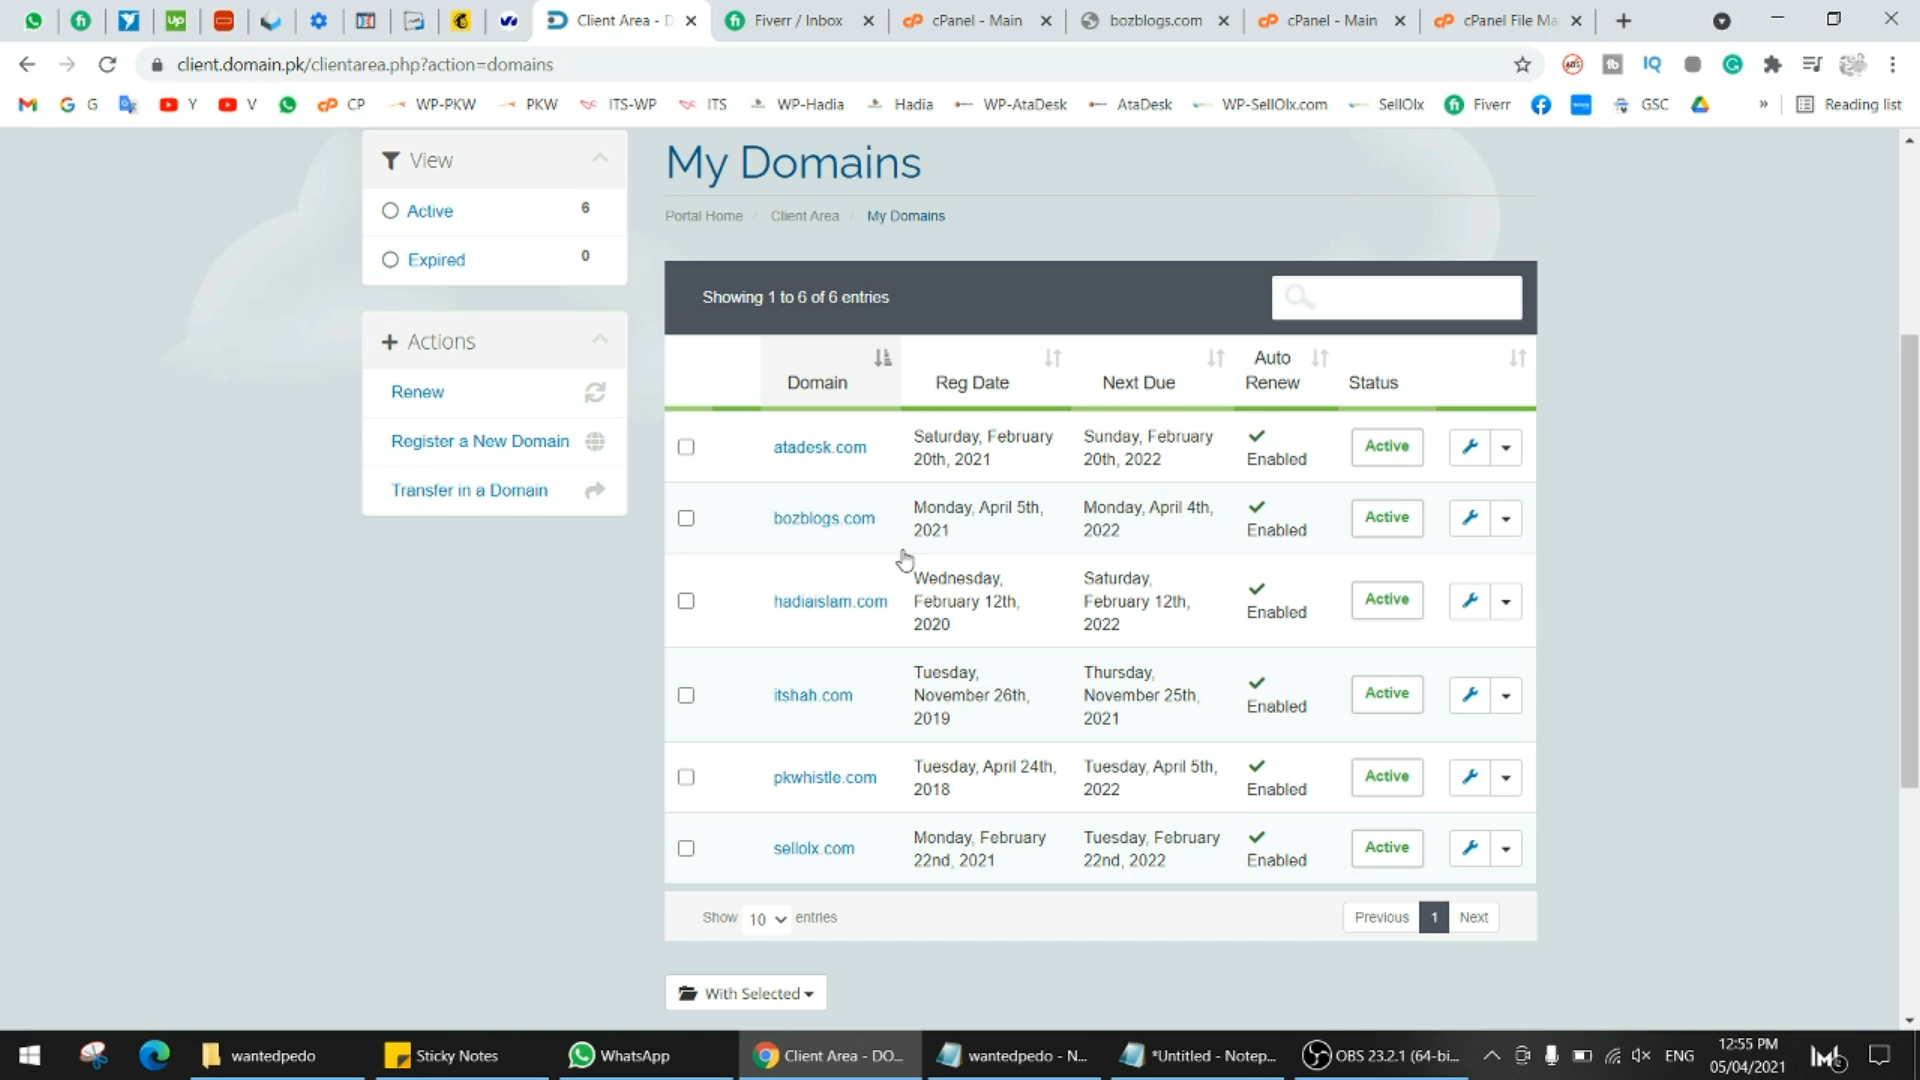 Client Area - D
Fiverr / Inbox
cPanel - Main
bozblogs.com
cPanel - Main
cPanel File Ma
client.domain.pk/clientarea.php?action=domains
G
Y
V
CP
WP-PKW
PKW
ITS-WP
ITS
WP-Hadia
Hadia
WP-AtaDesk
AtaDesk
WP-SellOlx.com
SellOlx
Fiverr
GSC
»
Reading list
View
Active 6
Expired 0
Actions
Renew
Register a New Domain
Transfer in a Domain
My Domains
Portal Home / Client Area / My Domains
Showing 1 to 6 of 6 entries
Domain
Reg Date
Next Due
Auto
Renew
Status
atadesk.com
Saturday, February
20th, 2021
Sunday, February
20th, 2022
Enabled
Active
bozblogs.com
Monday, April 5th,
2021
Monday, April 4th,
2022
Enabled
Active
hadiaislam.com
Wednesday,
February 12th,
2020
Saturday,
February 12th,
2022
Enabled
Active
itshah.com
Tuesday,
November 26th,
2019
Thursday,
November 25th,
2021
Enabled
Active
pkwhistle.com
Tuesday, April 24th,
2018
Tuesday, April 5th,
2022
Enabled
Active
sellolx.com
Monday, February
22nd, 2021
Tuesday, February
22nd, 2022
Enabled
Active
Show 10 entries
Previous 1 Next
With Selected
wantedpedo
Sticky Notes
WhatsApp
Client Area - DO...
wantedpedo - N...
*Untitled - Notep...
OBS 23.2.1 (64-bi...
ENG
12:55 PM
05/04/2021